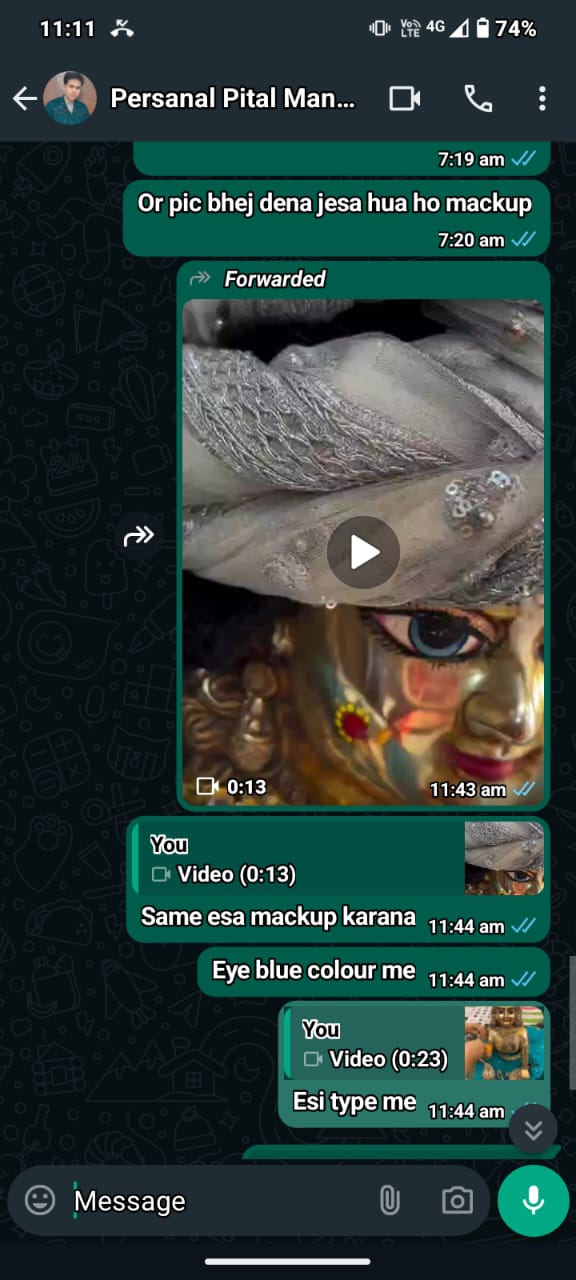 11:11
Vo LTE 4G 74%
Persanal Pital Man...
7:19 am
Or pic bhej dena jesa hua ho mackup
7:20 am
Forwarded
0:13
11:43 am
You
Video (0:13)
Same esa mackup karana
11:44 am
Eye blue colour me
11:44 am
You
Video (0:23)
Esi type me
11:44 am
Message